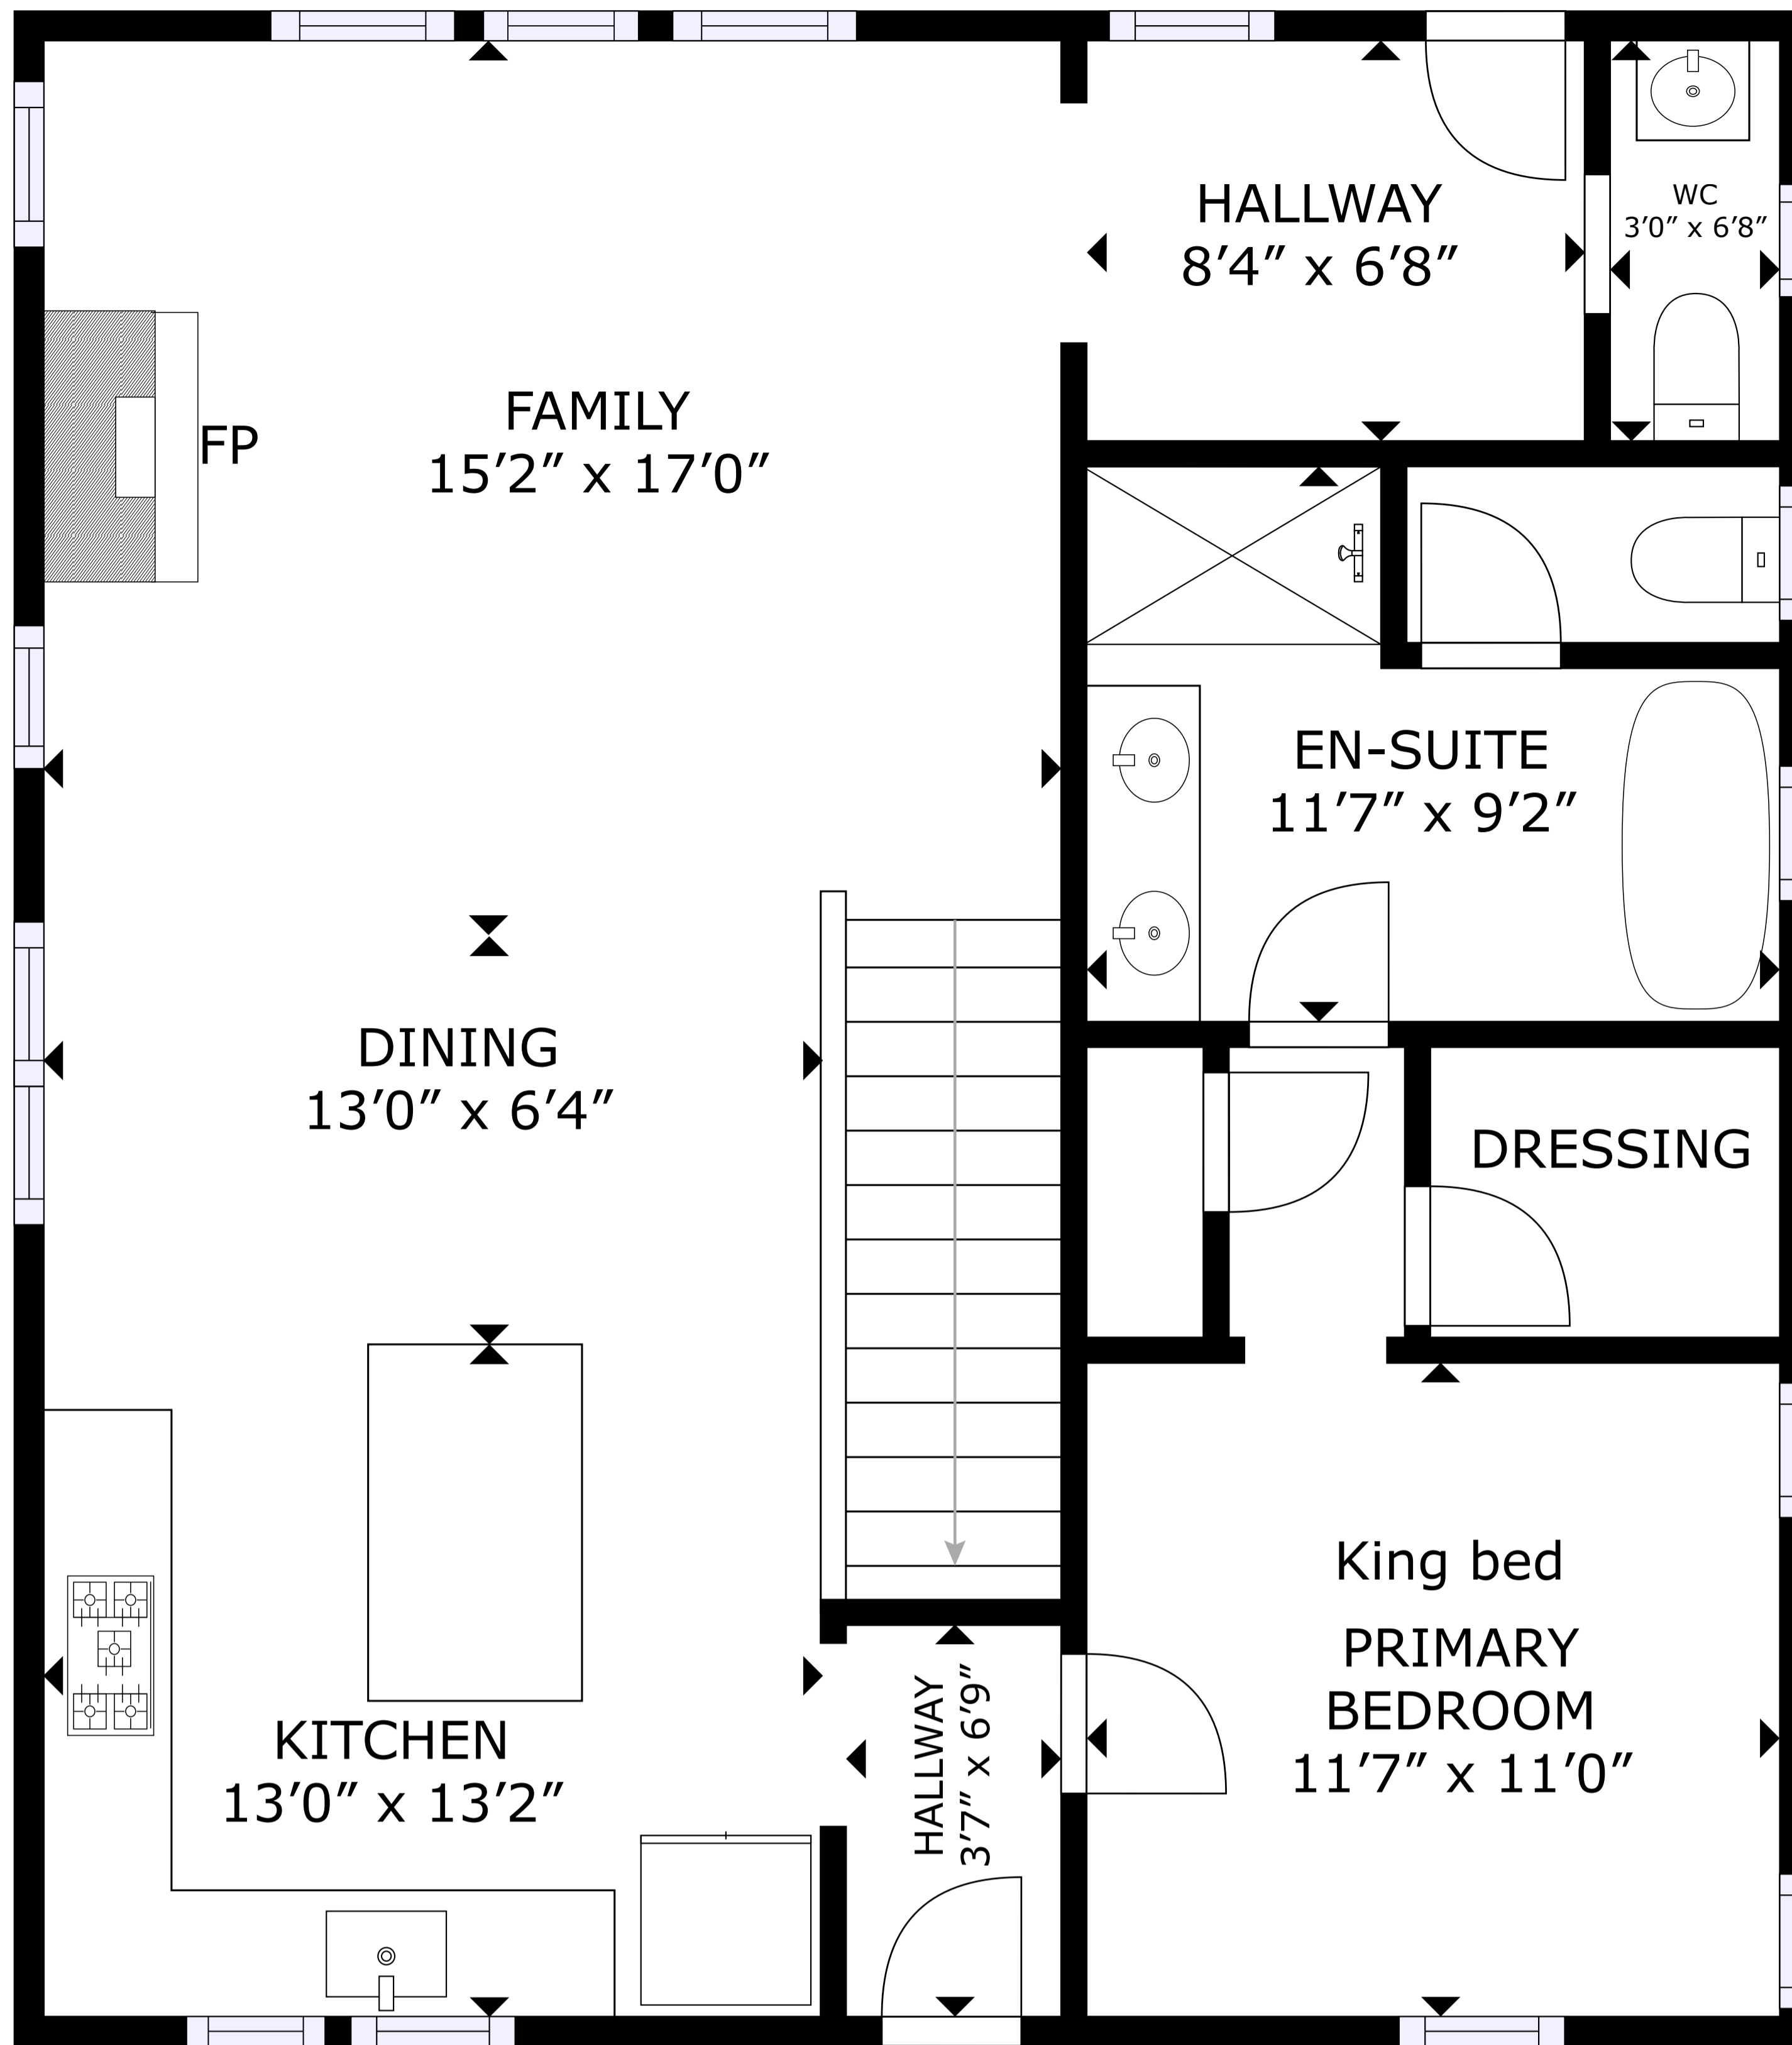 HALLWAY
8'4" x 6'8"
WC
3'0" x 6'8"
FP
FAMILY
15'2" x 17'0"
EN-SUITE
11'7" x 9'2"
DINING
13'0" x 6'4"
DRESSING
King bed
PRIMARY
BEDROOM
11'7" x 11'0"
KITCHEN
13'0" x 13'2"
HALLWAY
3'7" x 6'9"